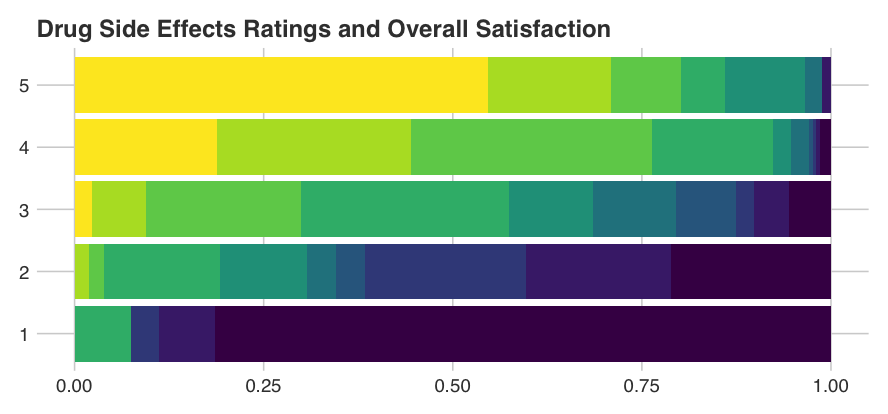 Drug Side Effects Ratings and Overall Satisfaction
5
4
3
2
1
0.00 0.25 0.50 0.75 1.00